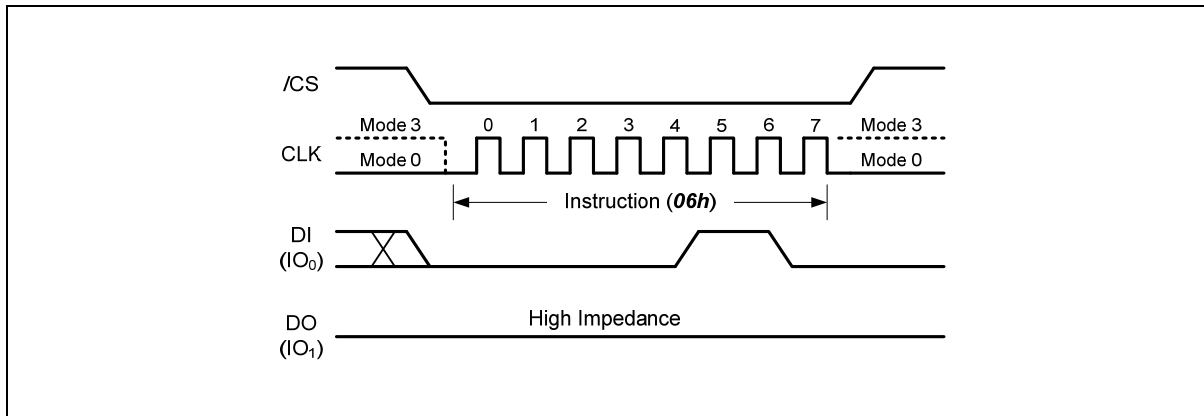 /CS
Mode 3 0 1 2 3 4 5 6 7 Mode 3
CLK
Mode 0 Mode 0
Instruction (06h)
DI
(IO₀)
High Impedance
DO
(IO₁)